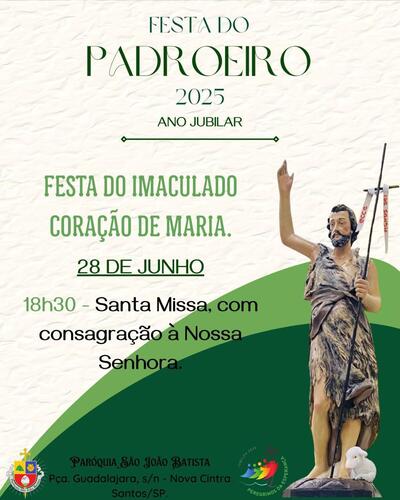 FESTA DO
PADROEIRO
2025
ANO JUBILAR
FESTA DO IMACULADO
CORAÇÃO DE MARIA.
28 DE JUNHO
18h30 - Santa Missa, com
consagração à Nossa
Senhora.
Paróquia São João Batista
Pça. Guadalajara, s/n - Nova Cintra
Santos/SP.
PEREGRINOS DA ESPERANÇA